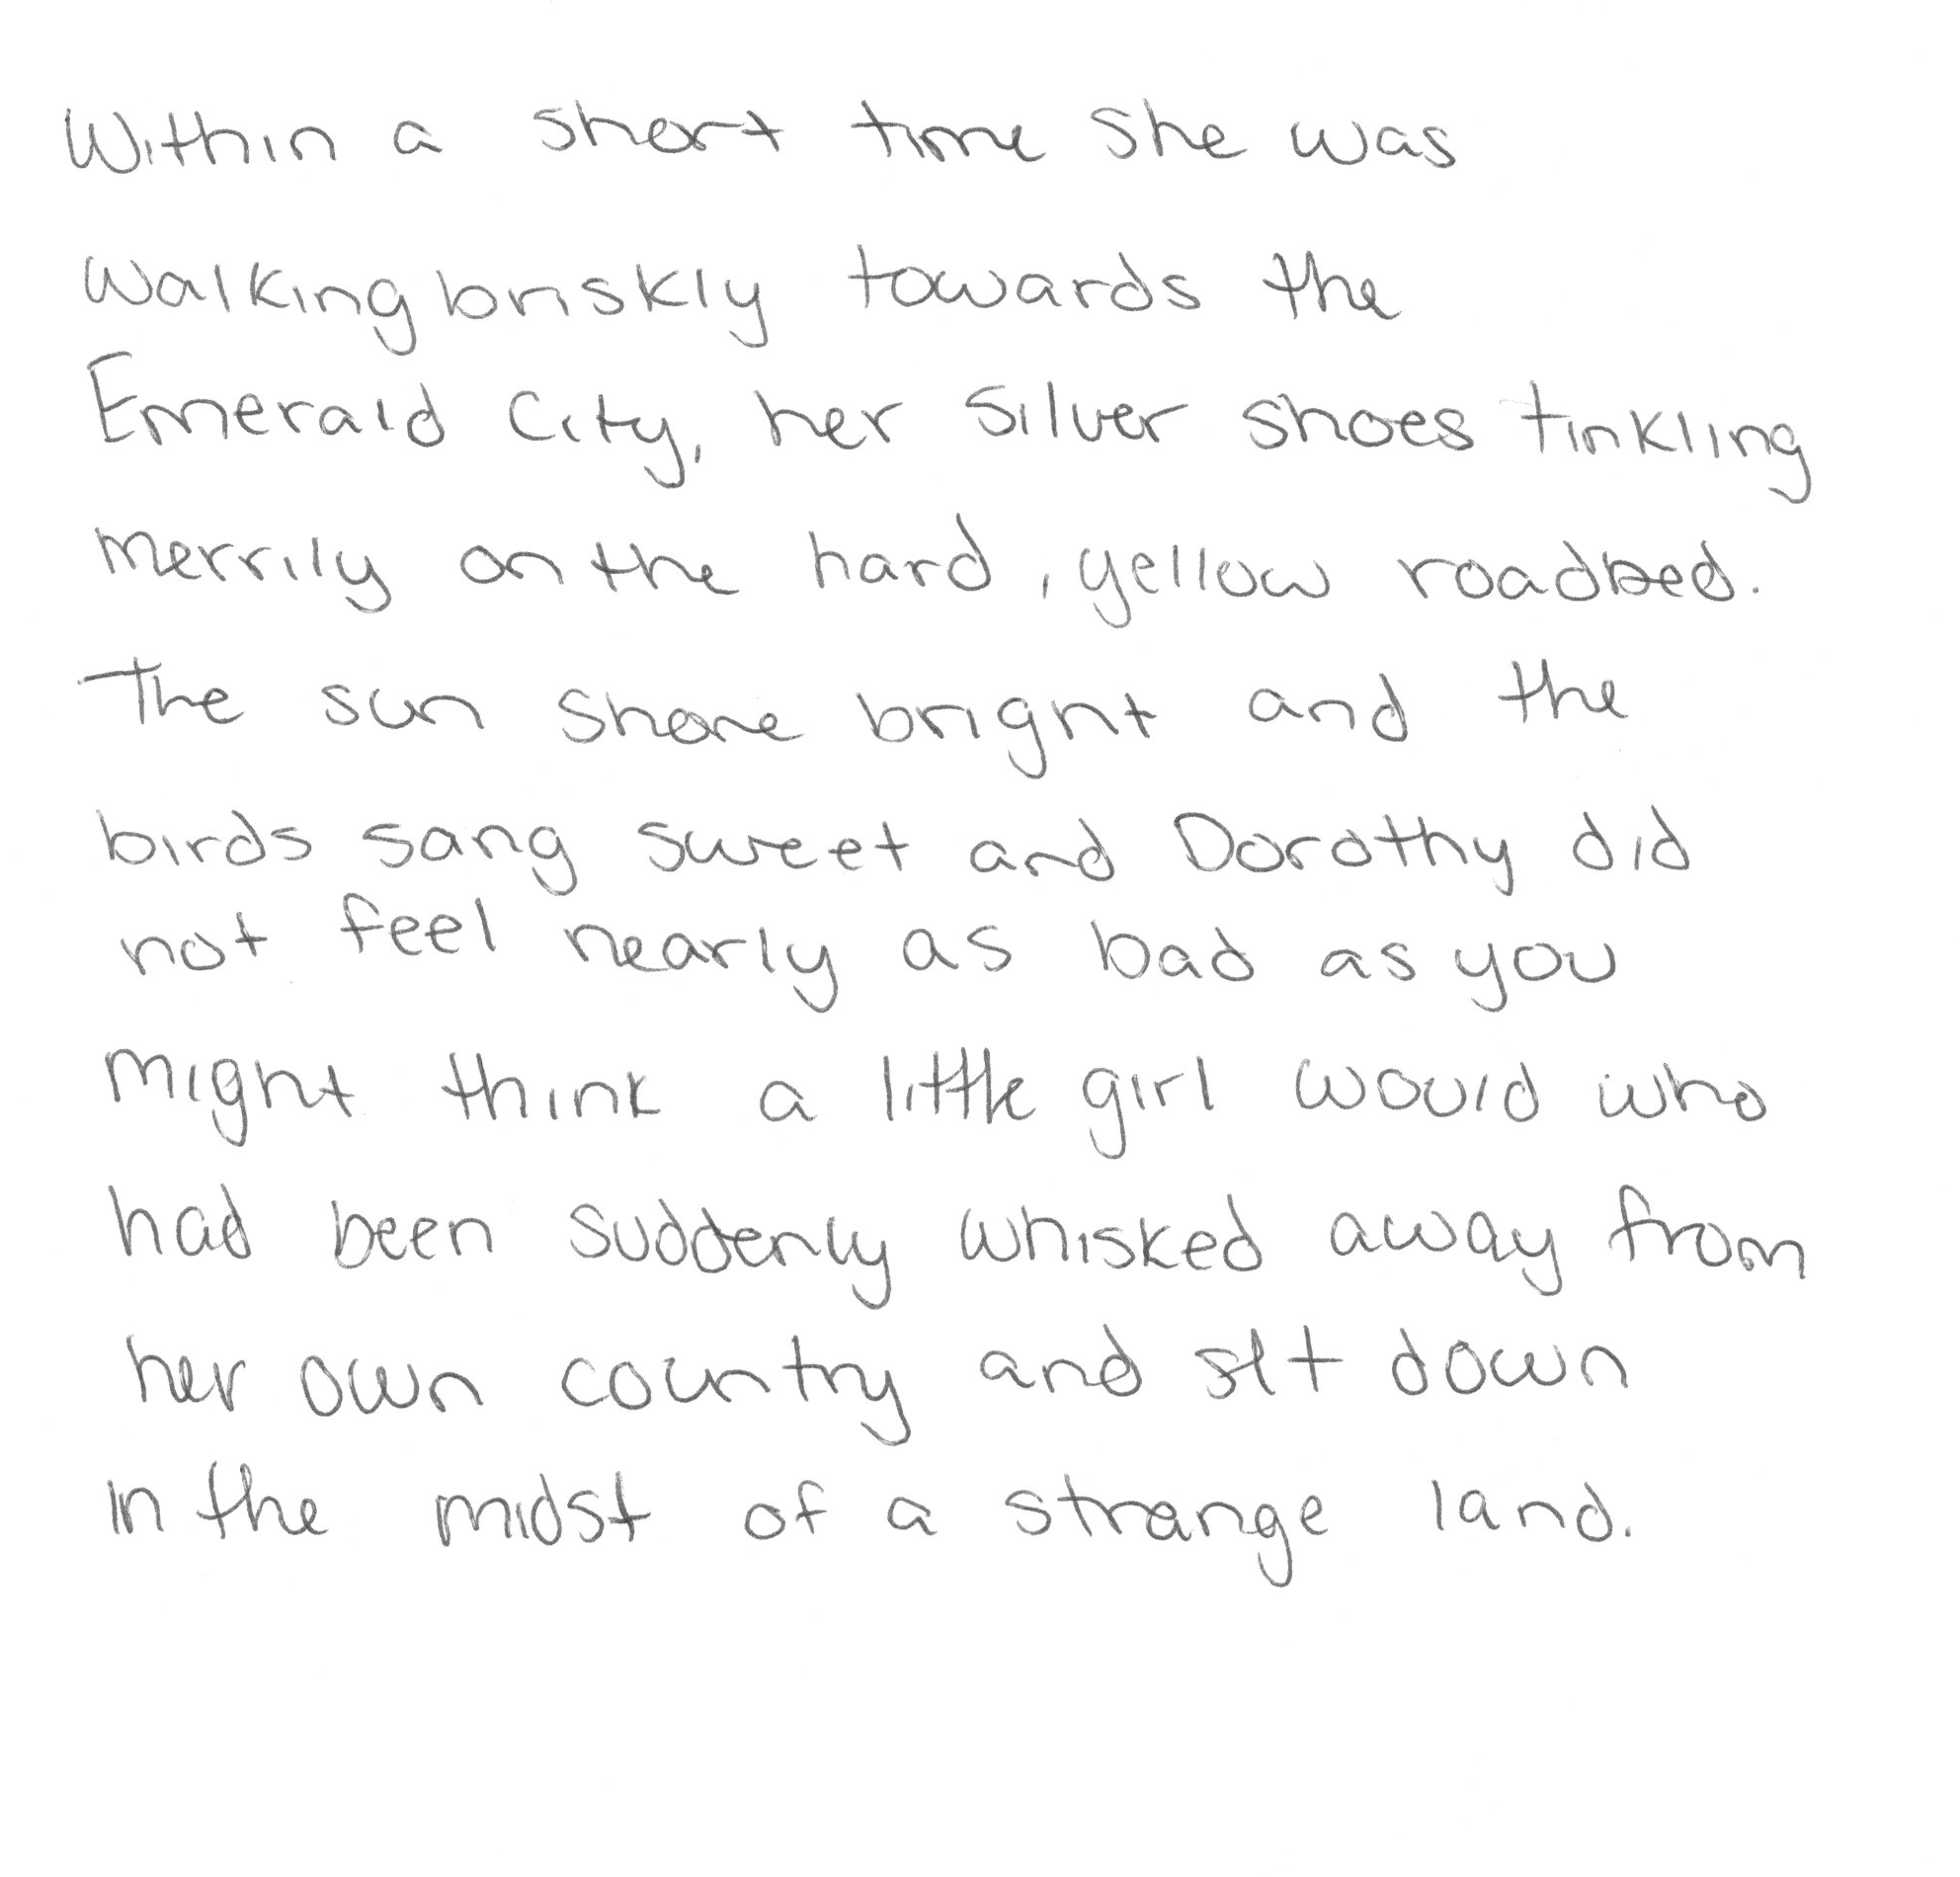 Within a short time she was
walking briskly towards the
Emerald City, her silver shoes tinkling
merrily on the hard, yellow roadbed.
The sun shone bright and the
birds sang sweet and Dorothy did
not feel nearly as bad as you
might think a little girl would who
had been suddenly whisked away from
her own country and set down
in the midst of a strange land.